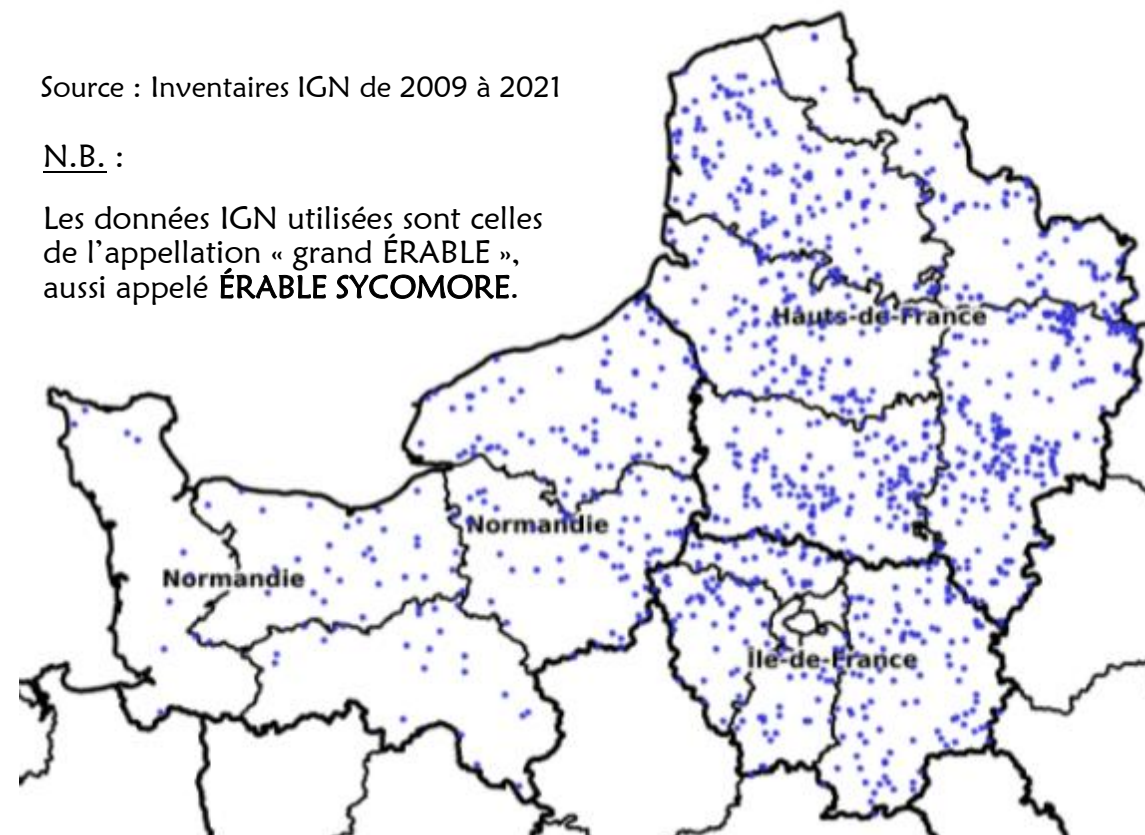 Source : Inventaires IGN de 2009 à 2021
N.B. :
Les données IGN utilisées sont celles
de l’appellation « grand ÉRABLE »,
aussi appelé ÉRABLE SYCOMORE.
Hauts-de-France
Normandie
Normandie
Île-de-France